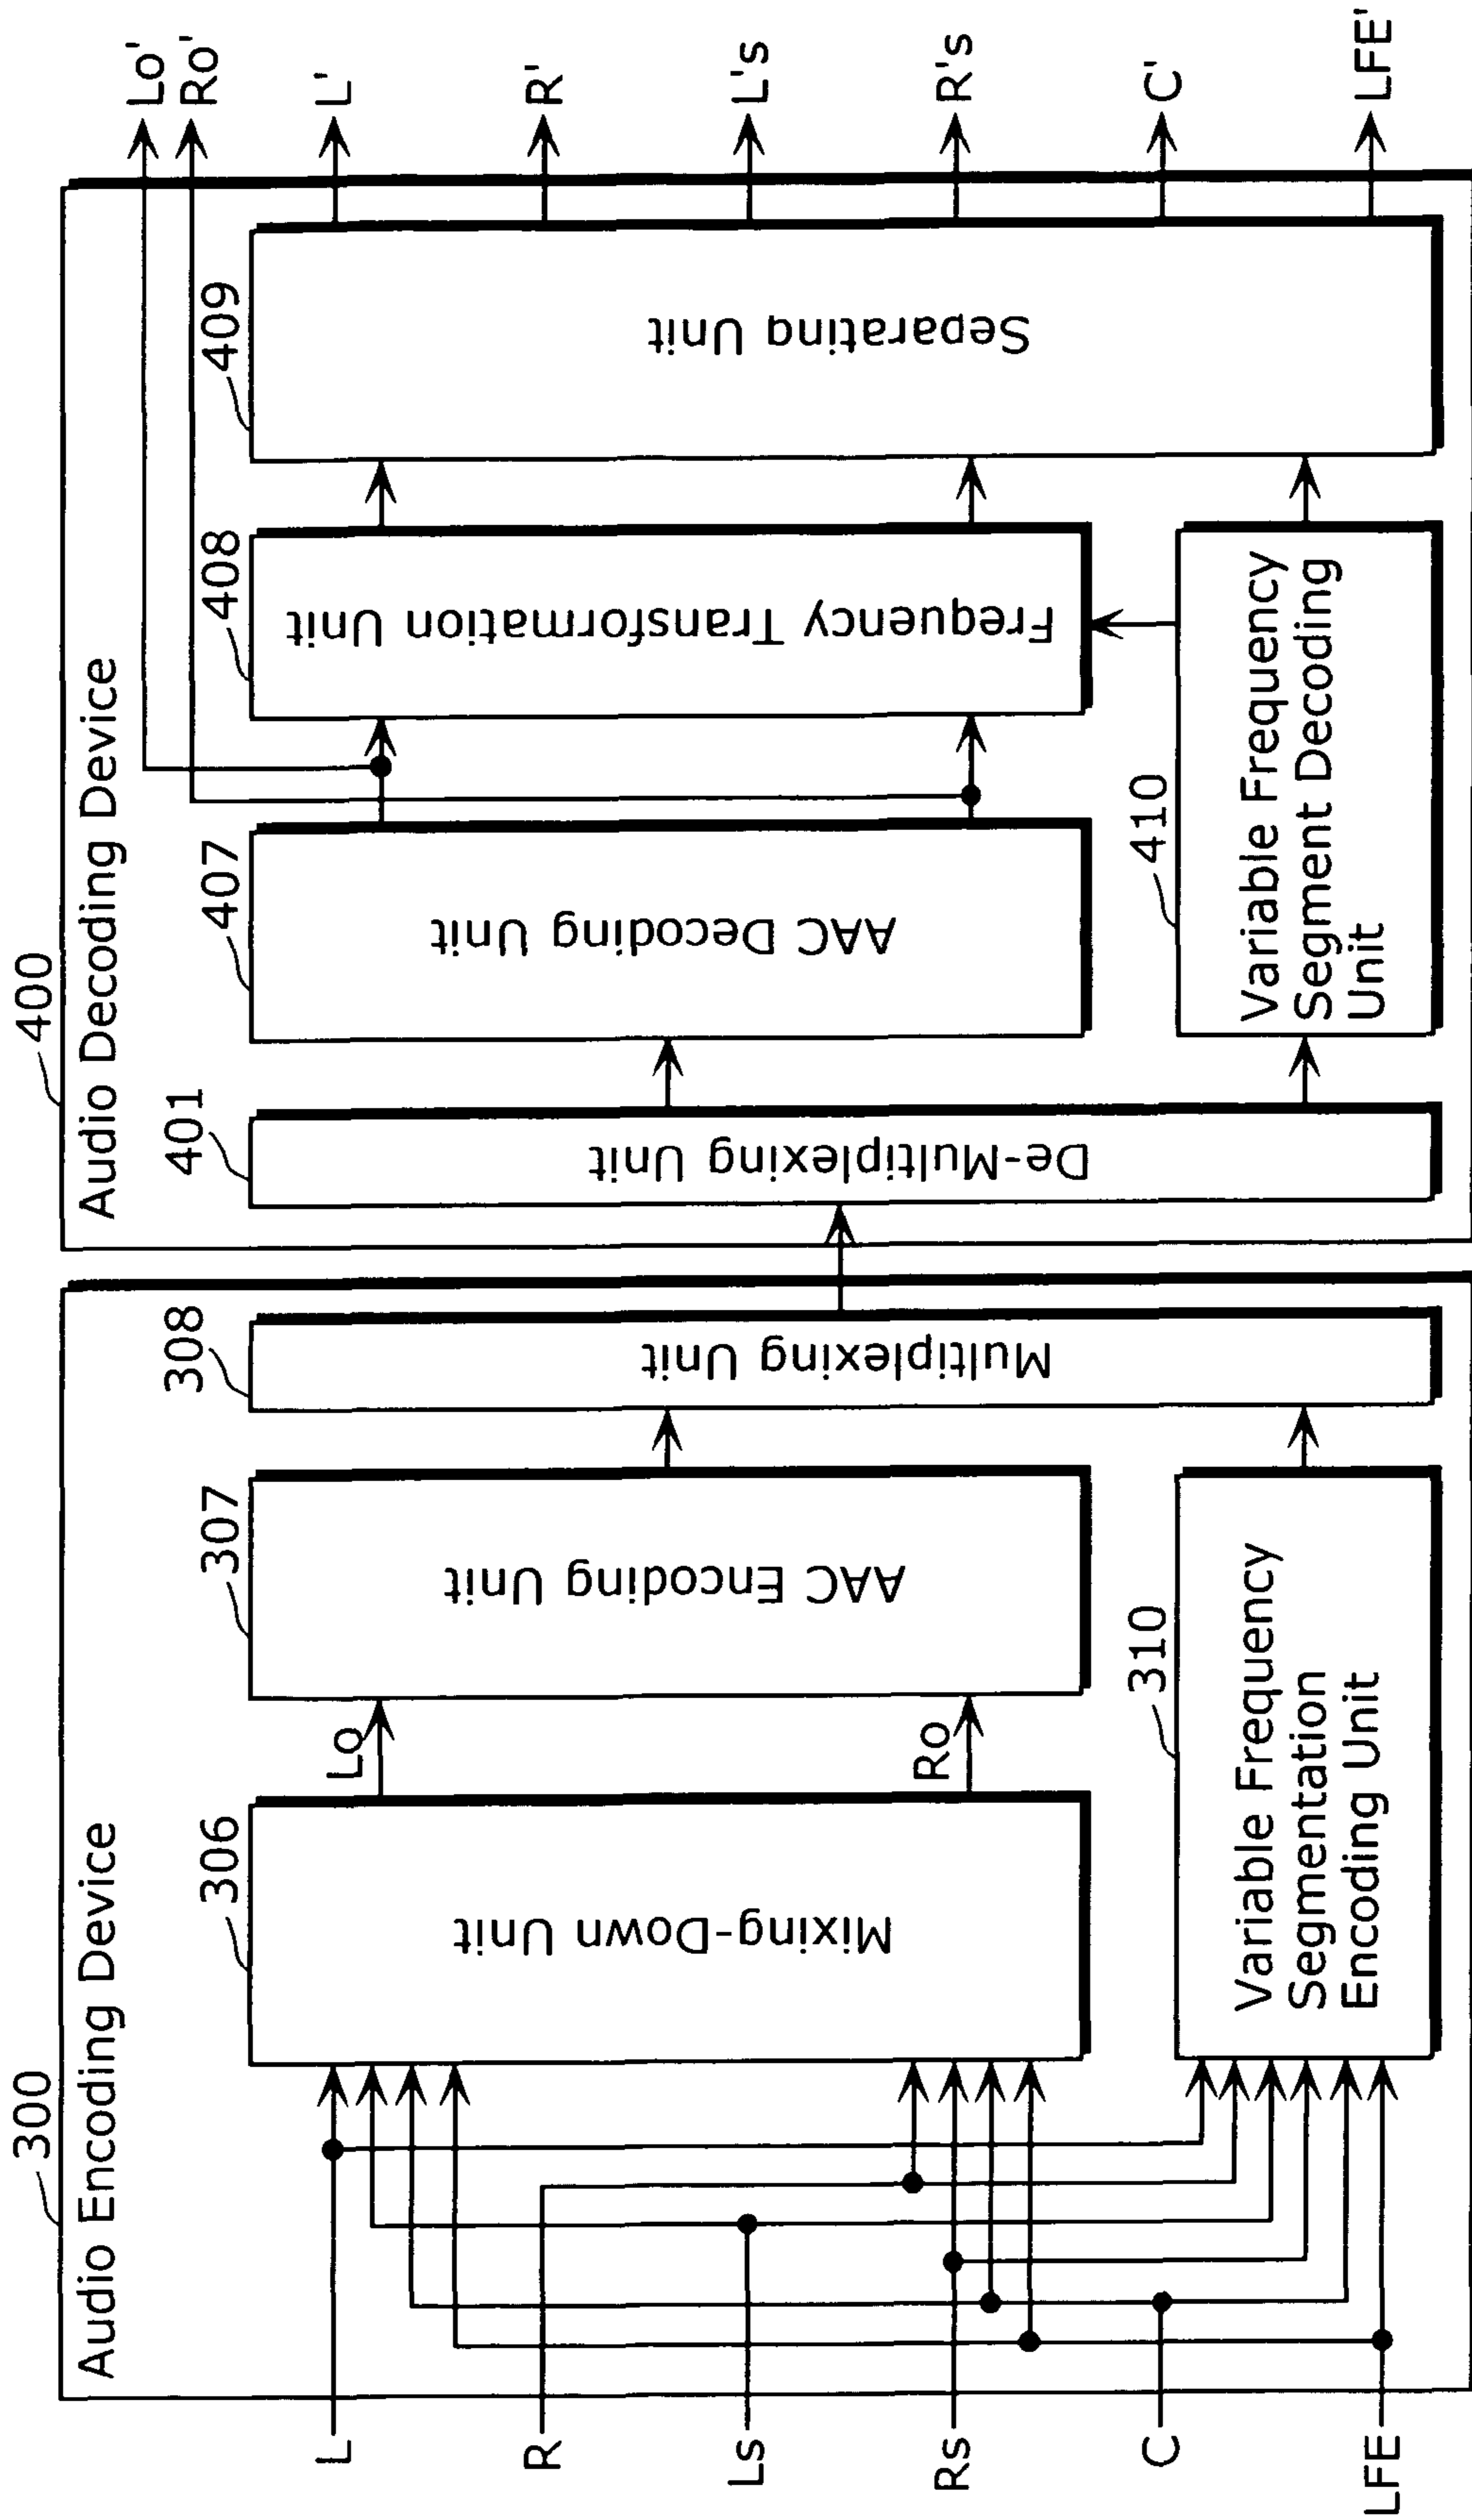 300
Audio Encoding Device
L
R
Ls
Rs
C
LFE
306
Mixing-Down Unit
Lo
Ro
307
AAC Encoding Unit
310
Variable Frequency
Segmentation
Encoding Unit
308
Multiplexing Unit
400
Audio Decoding Device
401
De-Multiplexing Unit
407
AAC Decoding Unit
410
Variable Frequency
Segment Decoding
Unit
408
Frequency Transformation Unit
409
Separating Unit
Lo'
Ro'
L'
R'
L's
R's
C'
LFE'